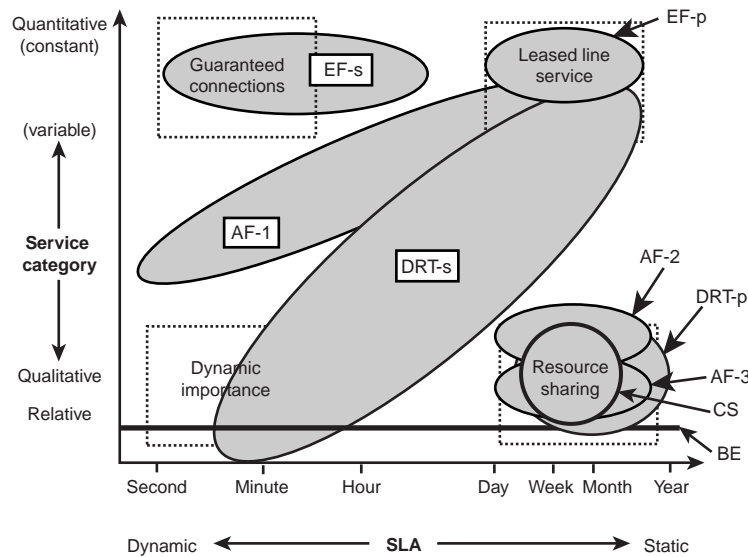 Quantitative
(constant)
EF-p
Guaranteed
connections
EF-s
Leased line
service
(variable)
Service
category
AF-1
DRT-s
AF-2
DRT-p
Dynamic
importance
Resource
sharing
Qualitative
AF-3
Relative
CS
BE
Second
Minute
Hour
Day
Week
Month
Year
Dynamic
SLA
Static